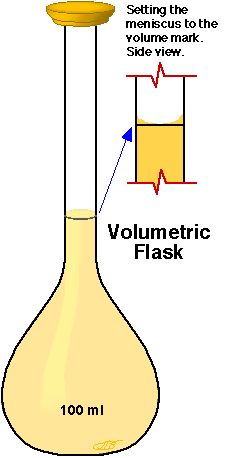 Setting the
meniscus to the
volume mark.
Side view.
Volumetric
Flask
100 ml